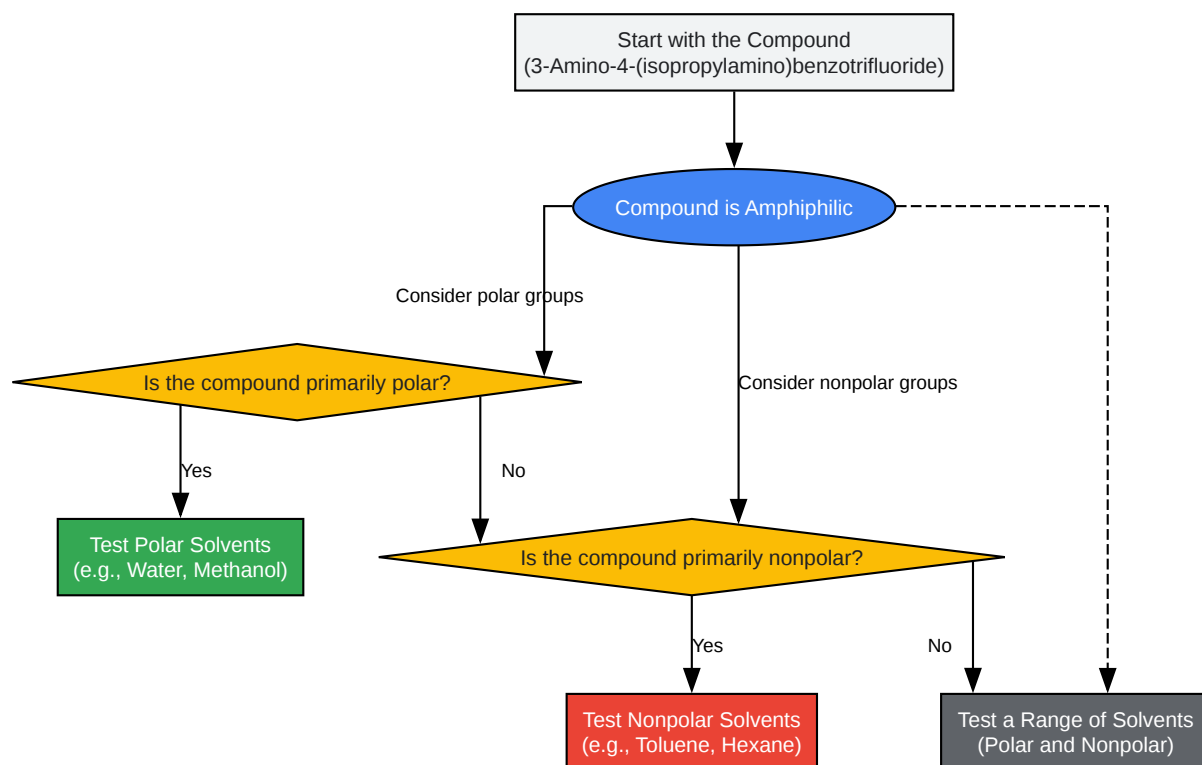 Start with the Compound
(3-Amino-4-(isopropylamino)benzotrifluoride)
Compound is Amphiphilic
Consider polar groups
Is the compound primarily polar?
Consider nonpolar groups
Yes
No
Test Polar Solvents
(e.g., Water, Methanol)
Is the compound primarily nonpolar?
Yes
No
Test Nonpolar Solvents
(e.g., Toluene, Hexane)
Test a Range of Solvents
(Polar and Nonpolar)